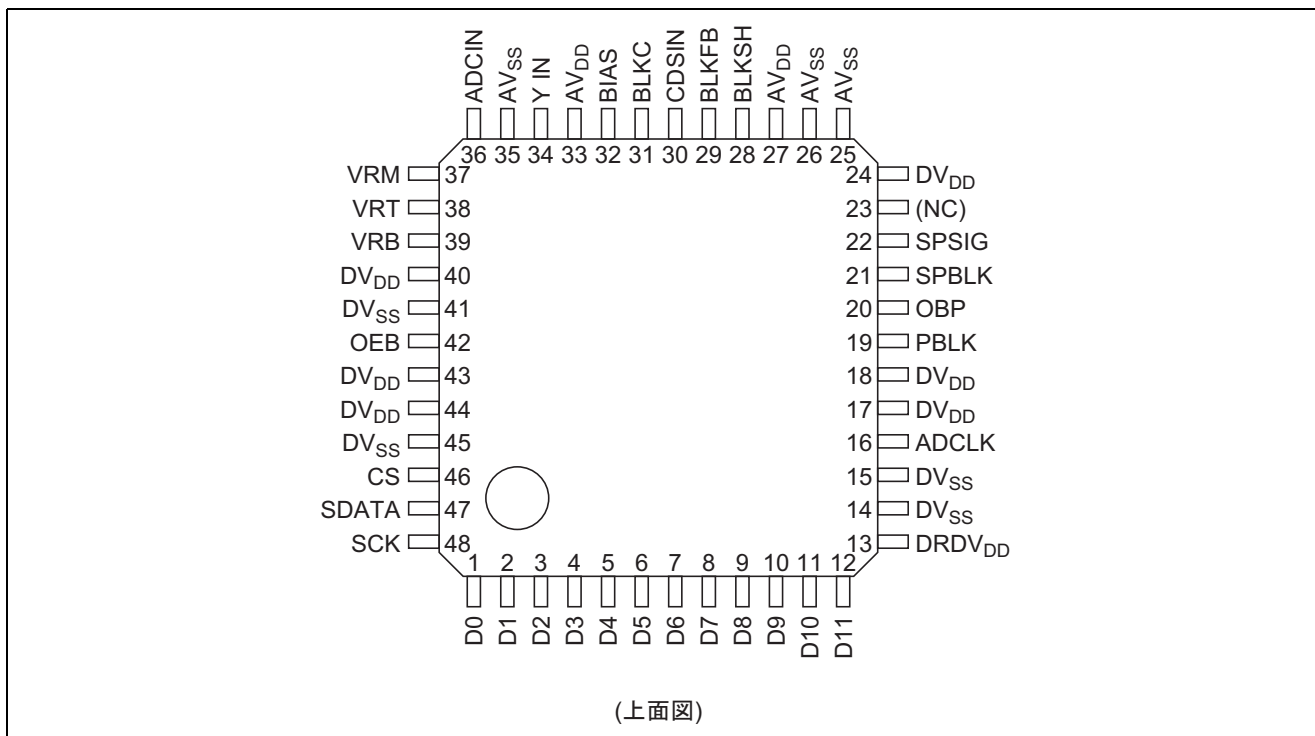 ADCIN
AVSS
Y IN
AVDD
BIAS
BLKC
CDSIN
BLKFB
BLKSH
AVDD
AVSS
AVSS
36 35 34 33 32 31 30 29 28 27 26 25
VRM 37
VRT 38
VRB 39
DVDD 40
DVSS 41
OEB 42
DVDD 43
DVDD 44
DVSS 45
CS 46
SDATA 47
SCK 48
24 DVDD
23 (NC)
22 SPSIG
21 SPBLK
20 OBP
19 PBLK
18 DVDD
17 DVDD
16 ADCLK
15 DVSS
14 DVSS
13 DRDVDD
1 2 3 4 5 6 7 8 9 10 11 12
D0
D1
D2
D3
D4
D5
D6
D7
D8
D9
D10
D11
(上面図)